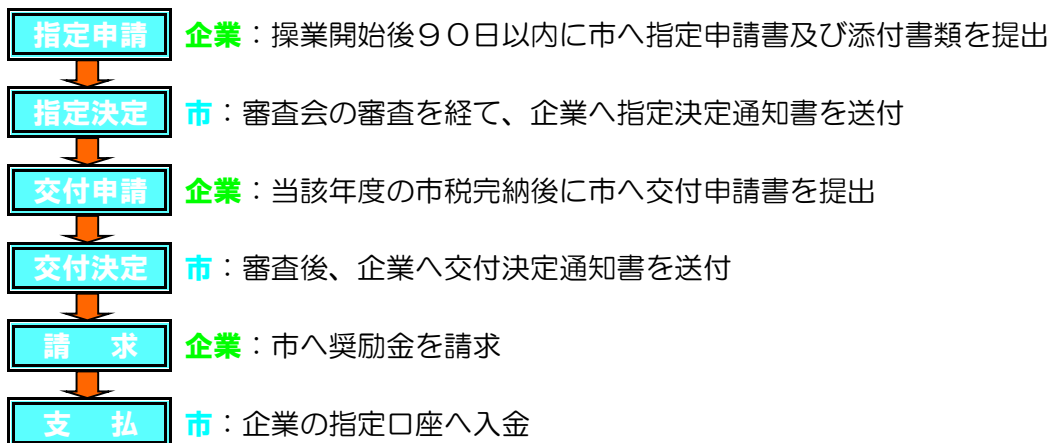 指定申請 企業：操業開始後９０日以内に市へ指定申請書及び添付書類を提出
指定決定 市：審査会の審査を経て、企業へ指定決定通知書を送付
交付申請 企業：当該年度の市税完納後に市へ交付申請書を提出
交付決定 市：審査後、企業へ交付決定通知書を送付
請　求 企業：市へ奨励金を請求
支　払 市：企業の指定口座へ入金